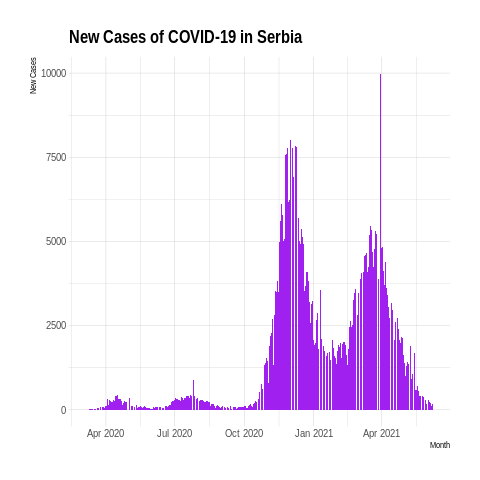 New Cases of COVID-19 in Serbia
New Cases
10000
7500
5000
2500
0
Apr 2020 Jul 2020 Oct 2020 Jan 2021 Apr 2021
Month